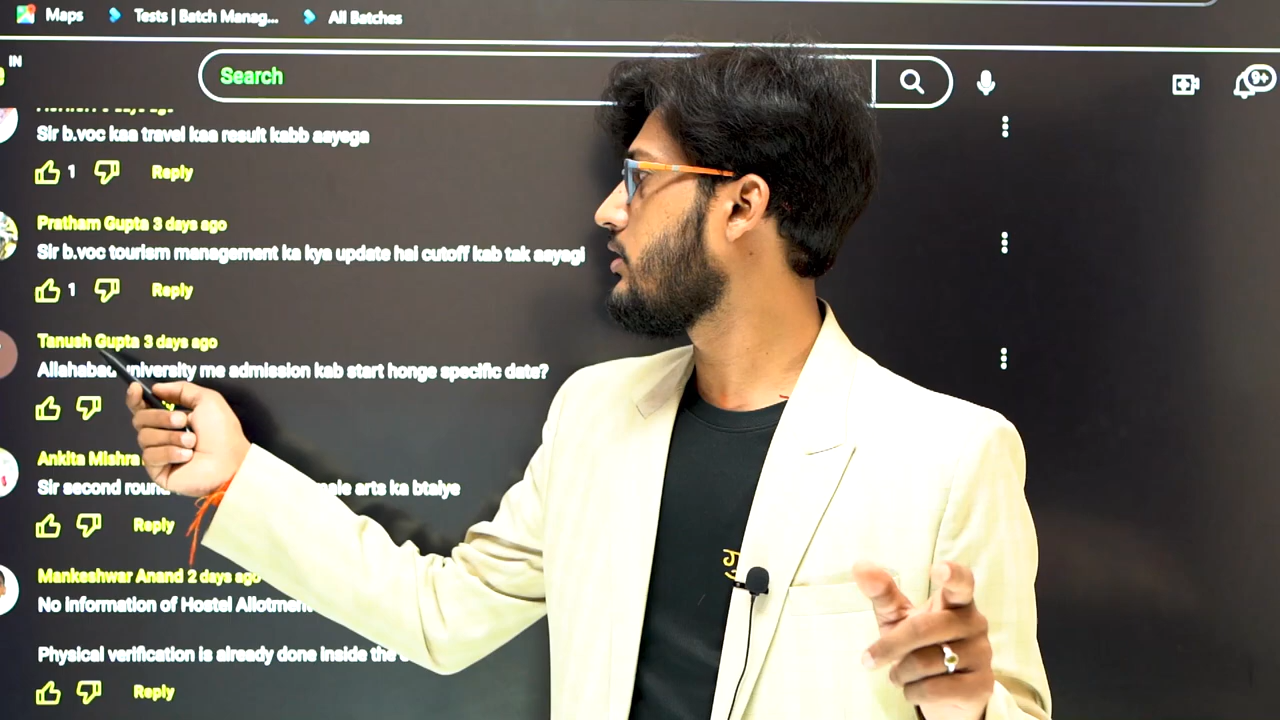 Maps Tests | Batch Manag... All Batches
IN
Search
9+
Sir b.voc kaa travel kaa result kabb aayega
1 Reply
Pratham Gupta 3 days ago
Sir b.voc tourism management ka kya update hai cutoff kab tak aayagi
1 Reply
Tanush Gupta 3 days ago
Allahabad university me admission kab start honge specific date?
Ankita Mishra
Sir second round arts ka btaiye
Reply
Mankeshwar Anand 2 days ago
No information of Hostel Allotment
Physical verification is already done inside the
Reply